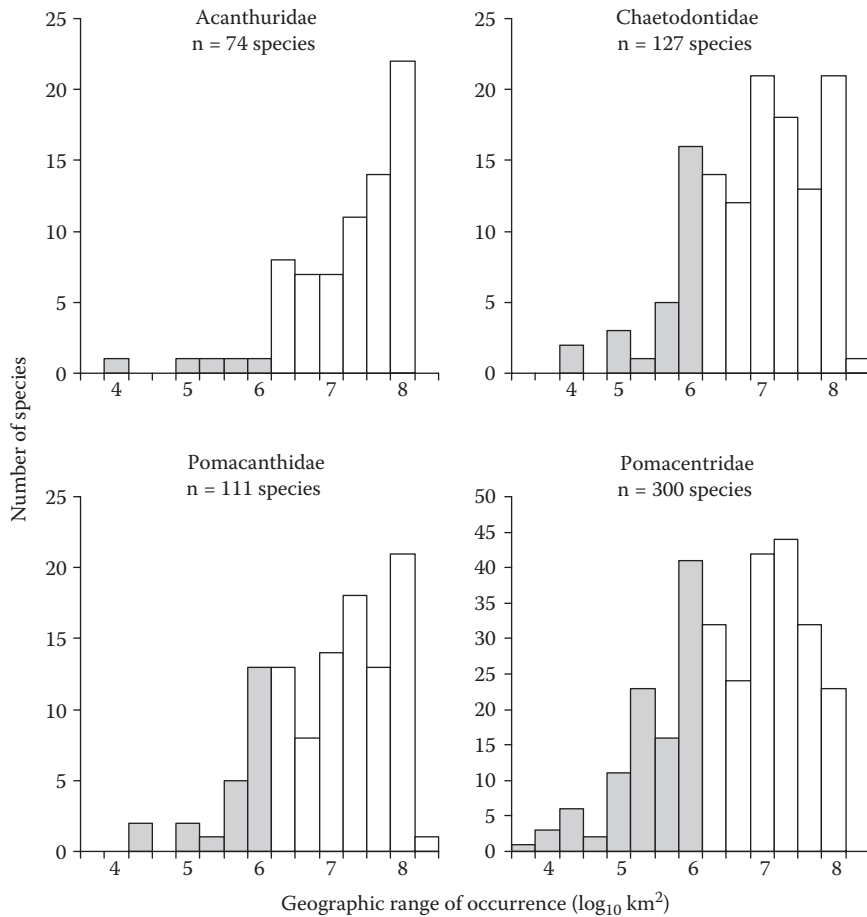 Acanthuridae
n = 74 species
25
20
15
10
5
0
4 5 6 7 8
Chaetodontidae
n = 127 species
25
20
15
10
5
0
4 5 6 7 8
Number of species
Pomacanthidae
n = 111 species
25
20
15
10
5
0
4 5 6 7 8
Pomacentridae
n = 300 species
50
45
40
35
30
25
20
15
10
5
0
4 5 6 7 8
Geographic range of occurrence (log₁₀ km²)